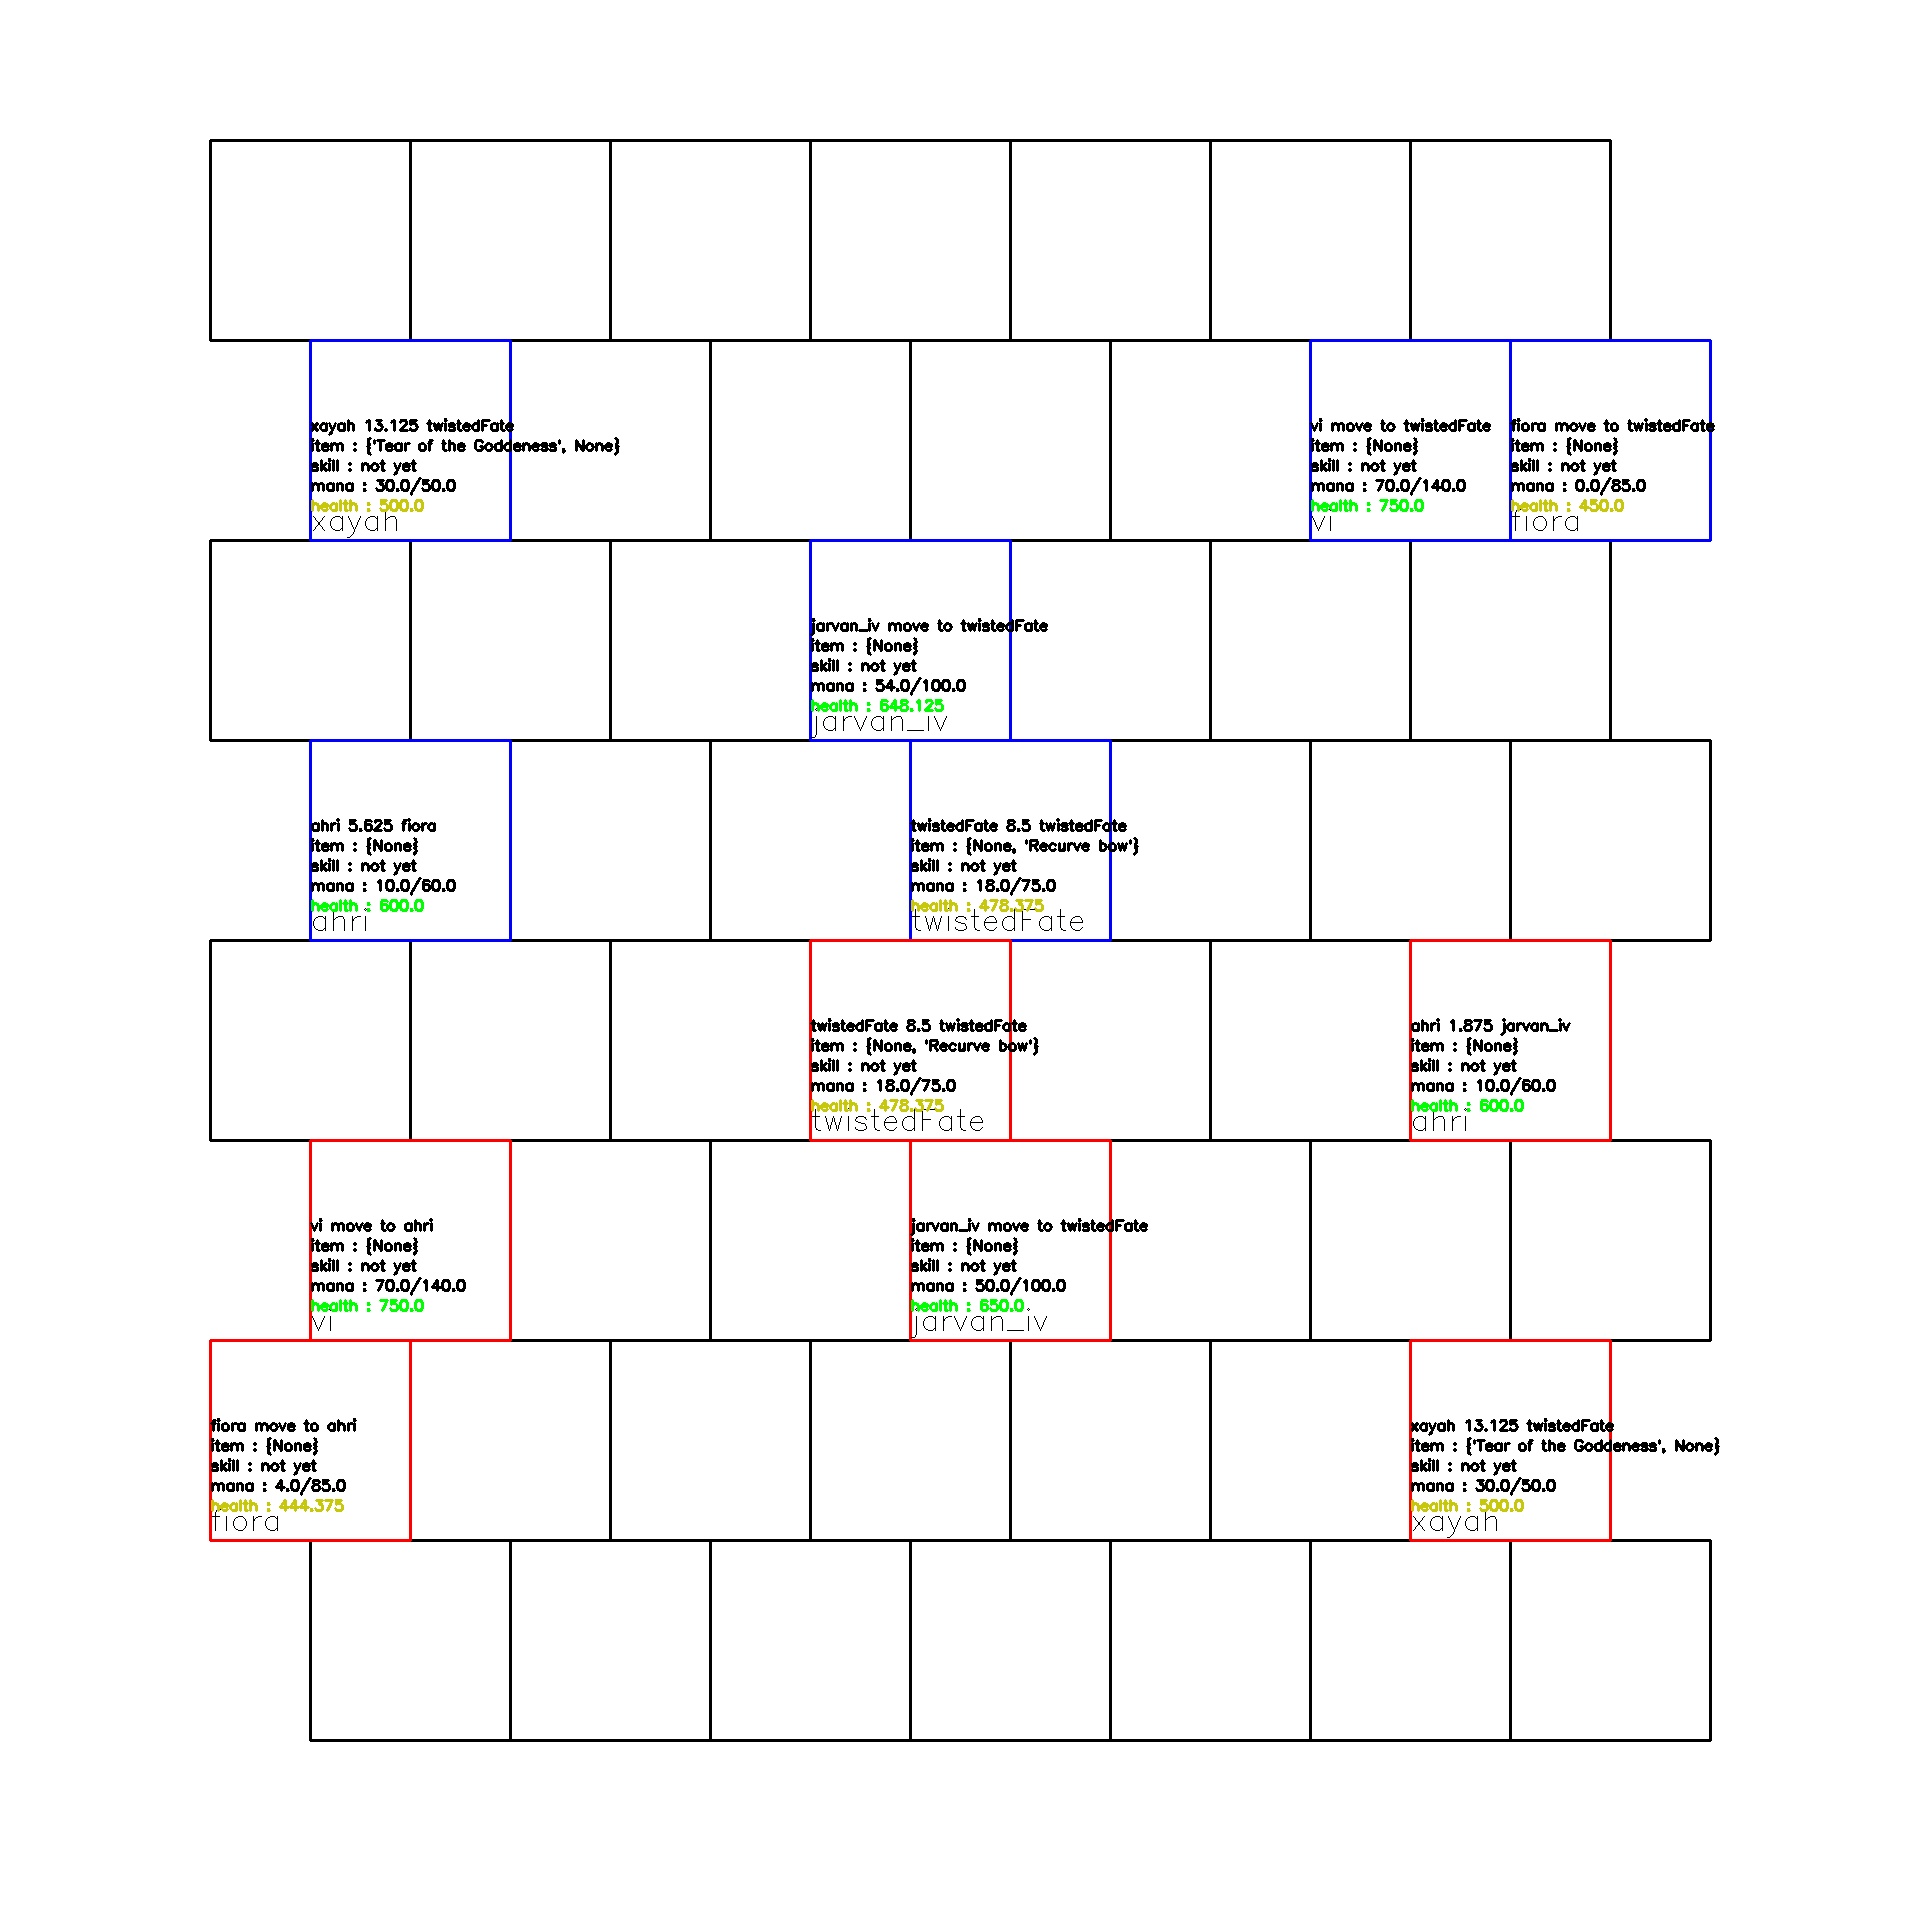 xayah 13.125 twistedFate
item : {'Tear of the Goddeness', None}
skill : not yet
mana : 30.0/50.0
health : 500.0
xayah
vi move to twistedFate
item : {None}
skill : not yet
mana : 70.0/140.0
health : 750.0
vi
fiora move to twistedFate
item : {None}
skill : not yet
mana : 0.0/85.0
health : 450.0
fiora
jarvan_iv move to twistedFate
item : {None}
skill : not yet
mana : 54.0/100.0
health : 648.125
jarvan_iv
ahri 5.625 fiora
item : {None}
skill : not yet
mana : 10.0/60.0
health : 600.0
ahri
twistedFate 8.5 twistedFate
item : {None, 'Recurve bow'}
skill : not yet
mana : 18.0/75.0
health : 478.375
twistedFate
twistedFate 8.5 twistedFate
item : {None, 'Recurve bow'}
skill : not yet
mana : 18.0/75.0
health : 478.375
twistedFate
ahri 1.875 jarvan_iv
item : {None}
skill : not yet
mana : 10.0/60.0
health : 600.0
ahri
vi move to ahri
item : {None}
skill : not yet
mana : 70.0/140.0
health : 750.0
vi
jarvan_iv move to twistedFate
item : {None}
skill : not yet
mana : 50.0/100.0
health : 650.0
jarvan_iv
fiora move to ahri
item : {None}
skill : not yet
mana : 4.0/85.0
health : 444.375
fiora
xayah 13.125 twistedFate
item : {'Tear of the Goddeness', None}
skill : not yet
mana : 30.0/50.0
health : 500.0
xayah